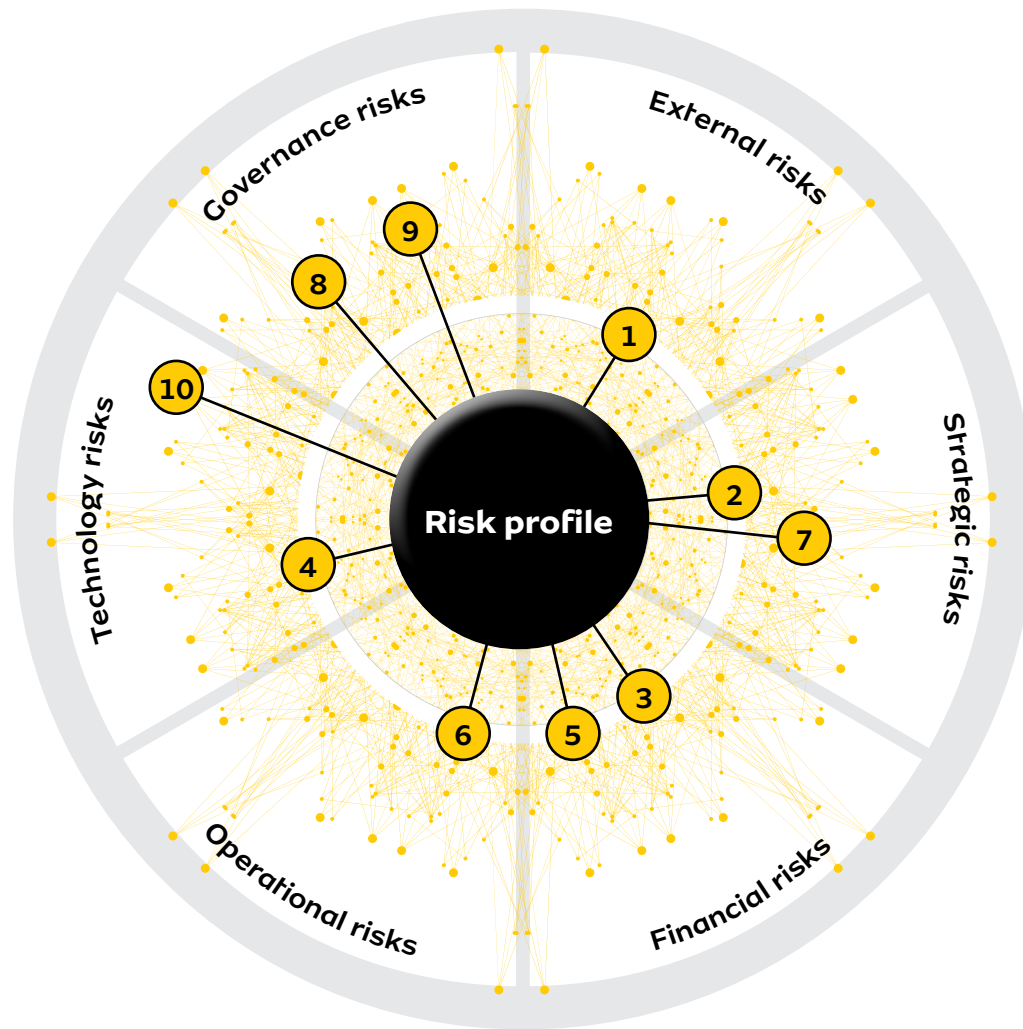 Governance risks
External risks
9
8
1
10
Technology risks
Strategic risks
2
Risk profile
7
4
3
6
5
Operational risks
Financial risks